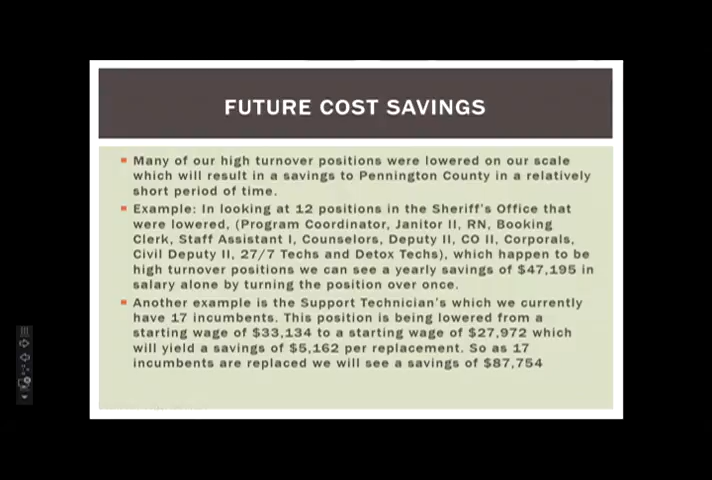 FUTURE COST SAVINGS
Many of our high turnover positions were lowered on our scale
which will result in a savings to Pennington County in a relatively
short period of time.
Example: In looking at 12 positions in the Sheriff's Office that
were lowered, (Program Coordinator, Janitor II, RN, Booking
Clerk, Staff Assistant I, Counselors, Deputy II, CO II, Corporals,
Civil Deputy II, 27/7 Techs and Detox Techs), which happen to be
high turnover positions we can see a yearly savings of $47,195 in
salary alone by turning the position over once.
Another example is the Support Technician's which we currently
have 17 incumbents. This position is being lowered from a
starting wage of $33,134 to a starting wage of $27,972 which
will yield a savings of $5,162 per replacement. So as 17
incumbents are replaced we will see a savings of $87,754